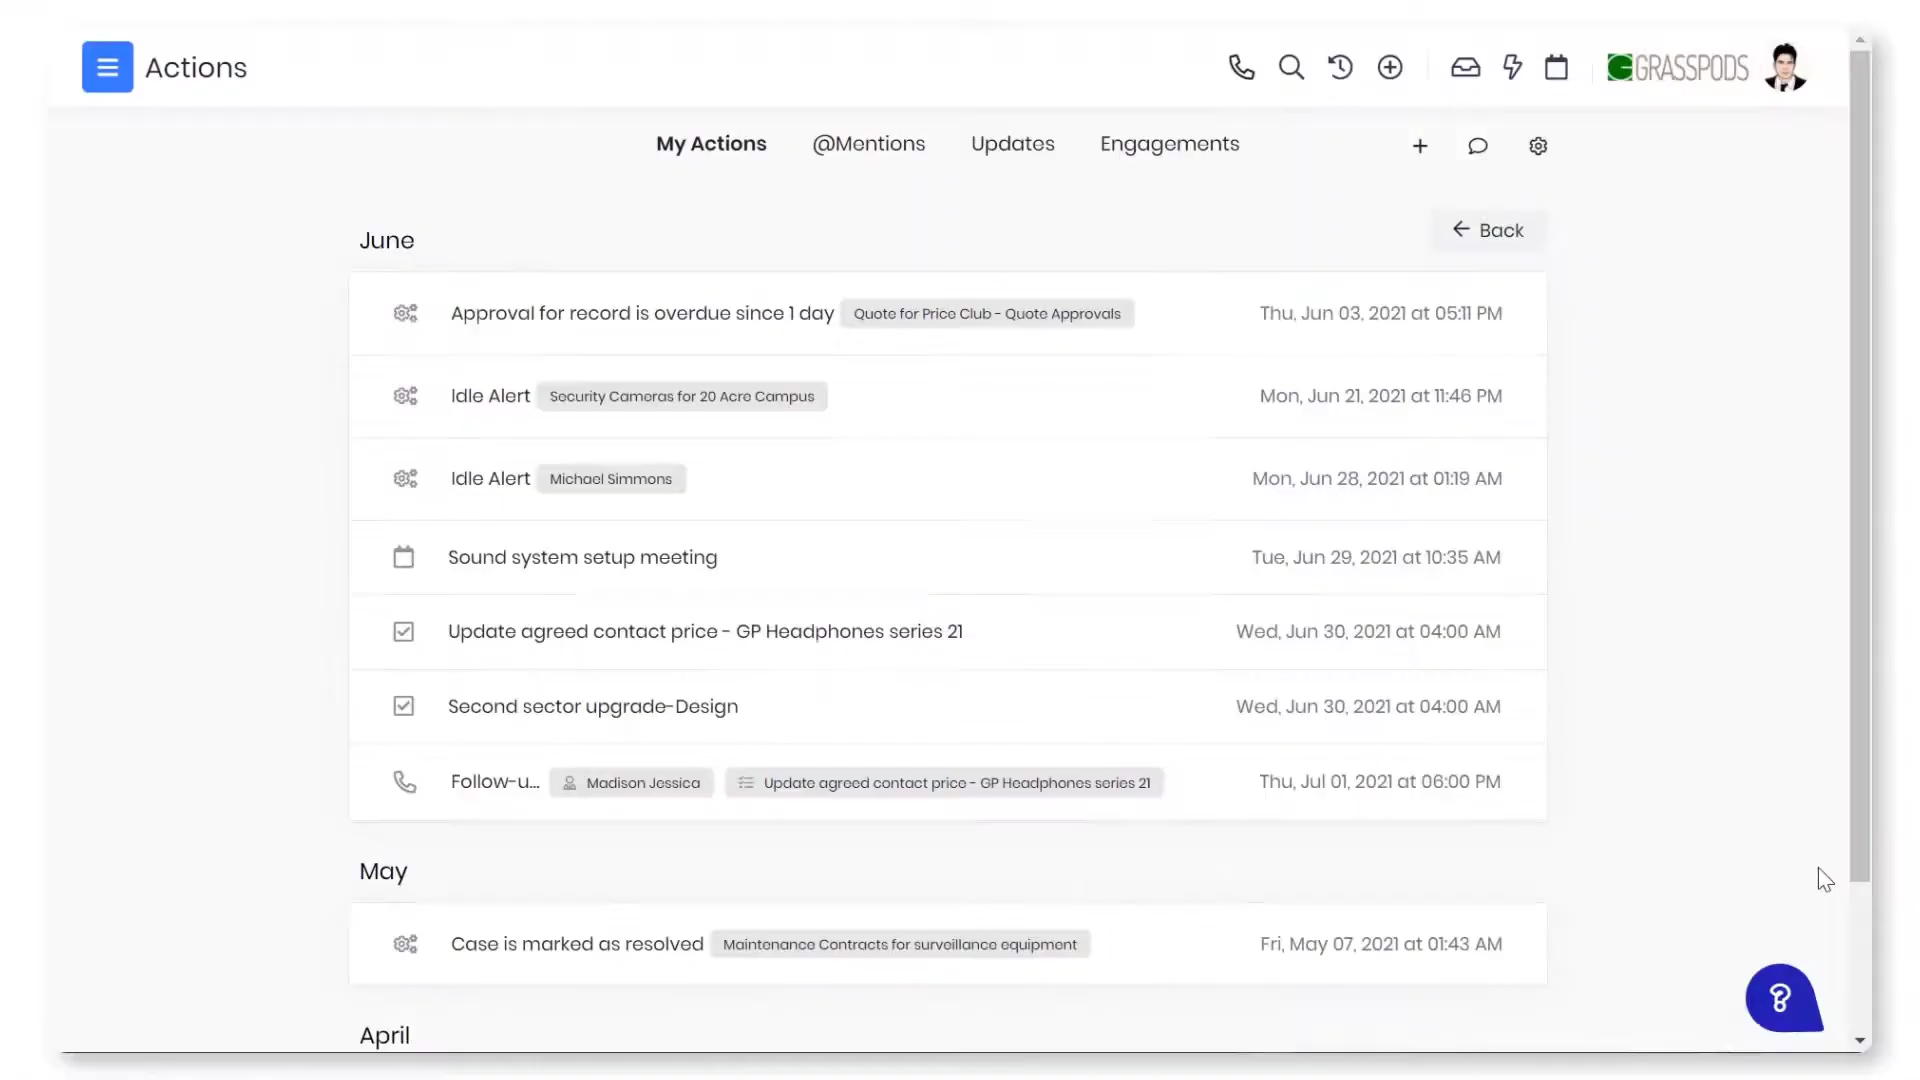 Actions
GRASSPODS
My Actions @Mentions Updates Engagements
June
Back
Approval for record is overdue since 1 day Quote for Price Club - Quote Approvals Thu, Jun 03, 2021 at 05:11 PM
Idle Alert Security Cameras for 20 Acre Campus Mon, Jun 21, 2021 at 11:46 PM
Idle Alert Michael Simmons Mon, Jun 28, 2021 at 01:19 AM
Sound system setup meeting Tue, Jun 29, 2021 at 10:35 AM
Update agreed contact price - GP Headphones series 21 Wed, Jun 30, 2021 at 04:00 AM
Second sector upgrade-Design Wed, Jun 30, 2021 at 04:00 AM
Follow-u... Madison Jessica Update agreed contact price - GP Headphones series 21 Thu, Jul 01, 2021 at 06:00 PM
May
Case is marked as resolved Maintenance Contracts for surveillance equipment Fri, May 07, 2021 at 01:43 AM
April